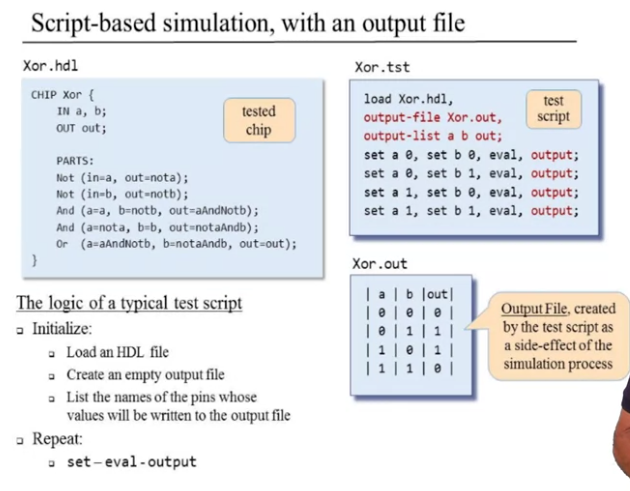 Script-based simulation, with an output file
Xor.hdl
CHIP Xor {
IN a, b;
OUT out;
PARTS:
Not (in=a, out=nota);
Not (in=b, out=notb);
And (a=a, b=notb, out=aAndNotb);
And (a=nota, b=b, out=notaAndb);
Or (a=aAndNotb, b=notaAndb, out=out);
}
tested
chip
Xor.tst
load Xor.hdl,
output-file Xor.out,
output-list a b out;
set a 0, set b 0, eval, output;
set a 0, set b 1, eval, output;
set a 1, set b 0, eval, output;
set a 1, set b 1, eval, output;
test
script
The logic of a typical test script
Initialize:
Load an HDL file
Create an empty output file
List the names of the pins whose
values will be written to the output file
Repeat:
set-eval-output
Xor.out
| a | b |out|
| 0 | 0 | 0 |
| 0 | 1 | 1 |
| 1 | 0 | 1 |
| 1 | 1 | 0 |
Output File, created
by the test script as
a side-effect of the
simulation process